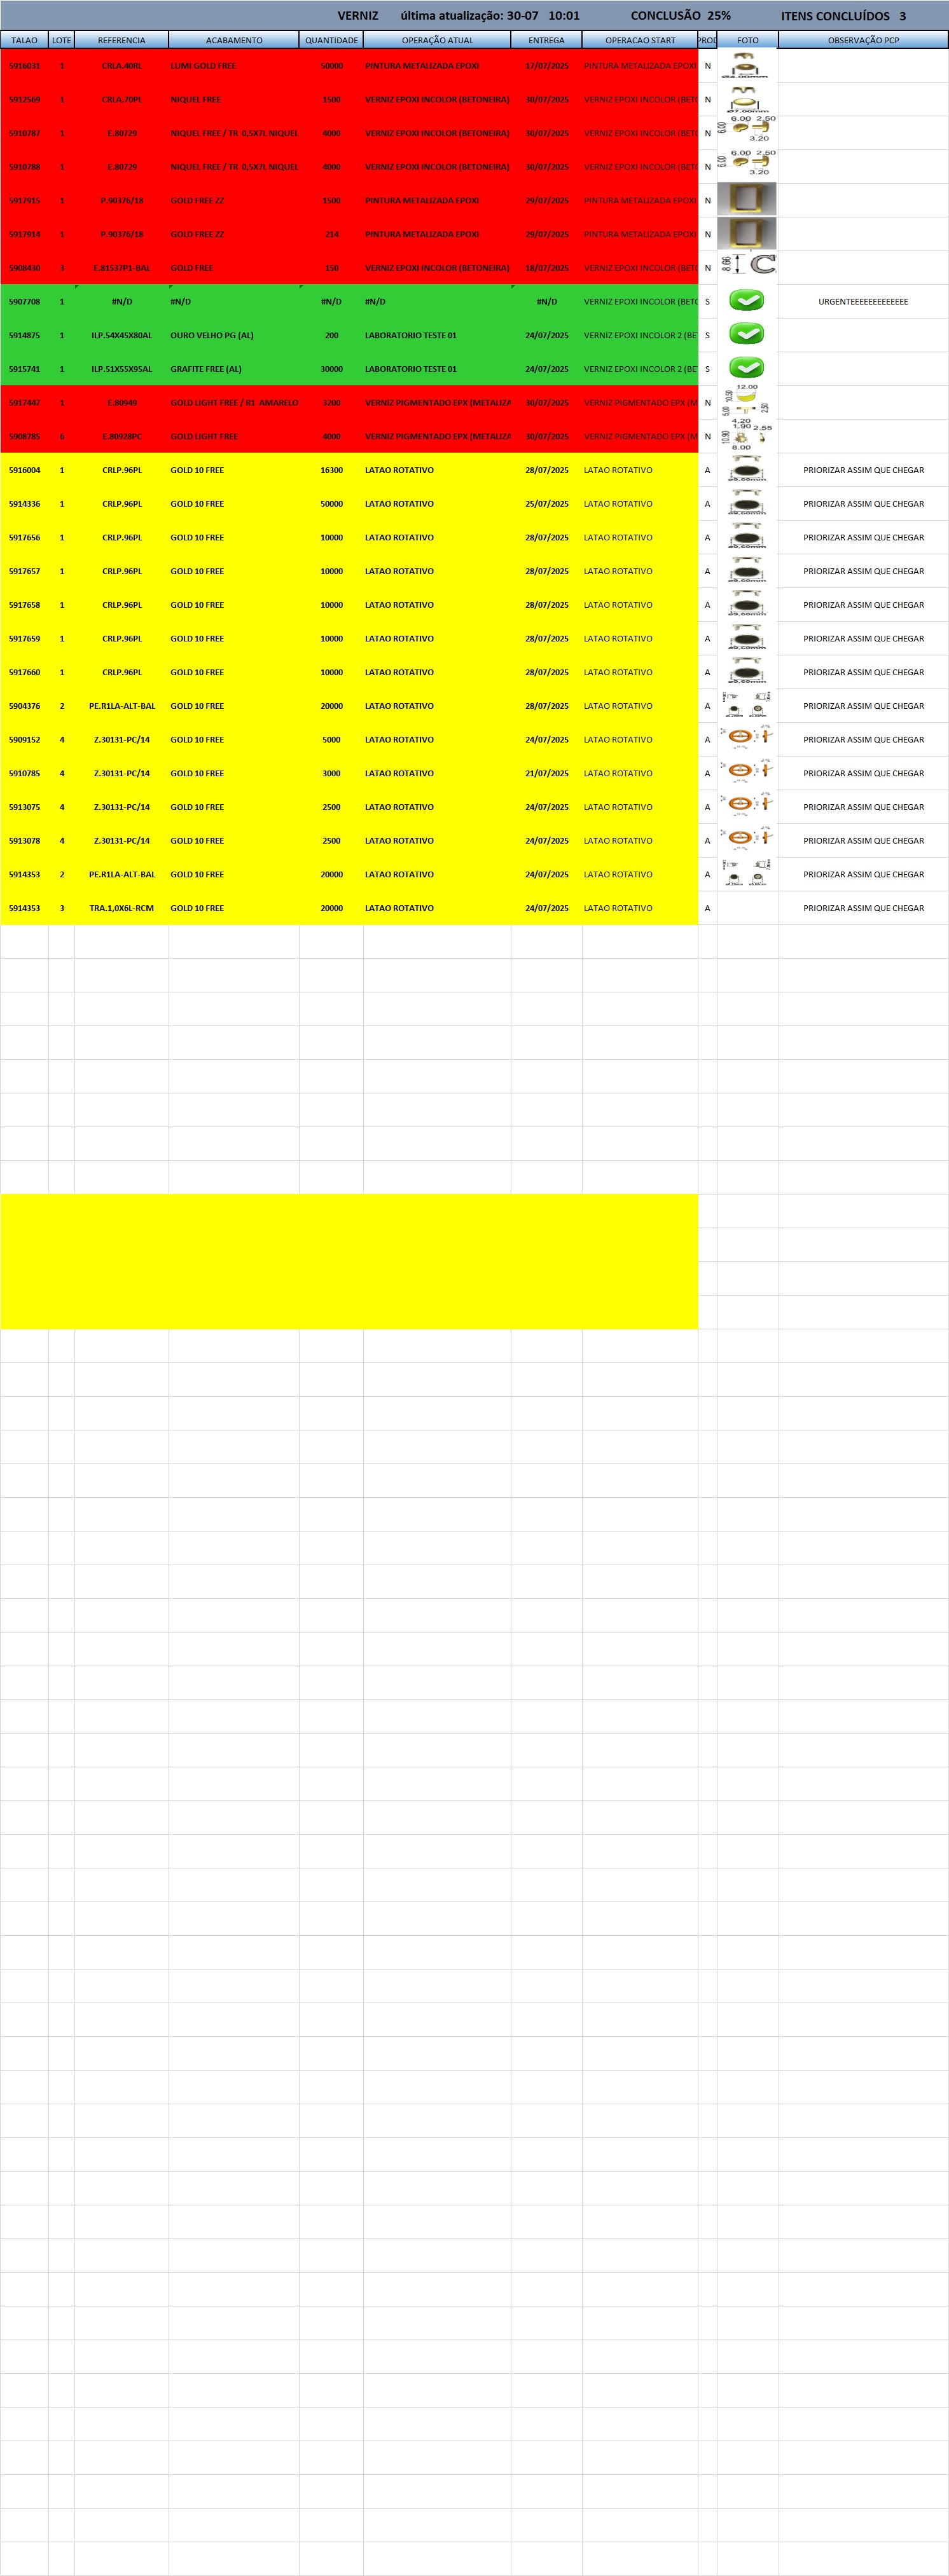 VERNIZ última atualização: 30-07 10:01 CONCLUSÃO 25% ITENS CONCLUÍDOS 3
TALAO LOTE REFERENCIA ACABAMENTO QUANTIDADE OPERAÇÃO ATUAL ENTREGA OPERACAO START PROD FOTO OBSERVAÇÃO PCP
5916031 1 CRLA.40RL LUMI GOLD FREE 50000 PINTURA METALIZADA EPOXI 17/07/2025 PINTURA METALIZADA EPOXI N
5912569 1 CRLA.70PL NIQUEL FREE 1500 VERNIZ EPOXI INCOLOR (BETONEIRA) 30/07/2025 VERNIZ EPOXI INCOLOR (BETO N Ø7.00mm
5910787 1 E.80729 NIQUEL FREE / TR 0,5X7L NIQUEL 4000 VERNIZ EPOXI INCOLOR (BETONEIRA) 30/07/2025 VERNIZ EPOXI INCOLOR (BETO N 6.00 6.00 2.50 3.20
5910788 1 E.80729 NIQUEL FREE / TR 0,5X7L NIQUEL 4000 VERNIZ EPOXI INCOLOR (BETONEIRA) 30/07/2025 VERNIZ EPOXI INCOLOR (BETO N 6.00 6.00 2.50 3.20
5917915 1 P.90376/18 GOLD FREE ZZ 1500 PINTURA METALIZADA EPOXI 29/07/2025 PINTURA METALIZADA EPOXI N
5917914 1 P.90376/18 GOLD FREE ZZ 214 PINTURA METALIZADA EPOXI 29/07/2025 PINTURA METALIZADA EPOXI N
5908430 3 E.81537P1-BAL GOLD FREE 150 VERNIZ EPOXI INCOLOR (BETONEIRA) 18/07/2025 VERNIZ EPOXI INCOLOR (BETO N 8.66
5907708 1 #N/D #N/D #N/D #N/D #N/D VERNIZ EPOXI INCOLOR (BETO S URGENTEEEEEEEEEEEEE
5914875 1 ILP.54X45X80AL OURO VELHO PG (AL) 200 LABORATORIO TESTE 01 24/07/2025 VERNIZ EPOXI INCOLOR 2 (BE S
5915741 1 ILP.51X55X95AL GRAFITE FREE (AL) 30000 LABORATORIO TESTE 01 24/07/2025 VERNIZ EPOXI INCOLOR 2 (BE S
5917447 1 E.80949 GOLD LIGHT FREE / R1 AMARELO 3200 VERNIZ PIGMENTADO EPX (METALIZA 30/07/2025 VERNIZ PIGMENTADO EPX (M N 12.00 10.50 5.00 2.50
5908785 6 E.80928PC GOLD LIGHT FREE 4000 VERNIZ PIGMENTADO EPX (METALIZA 30/07/2025 VERNIZ PIGMENTADO EPX (M N 4.20 1.90 2.55 10.90 8.00
5916004 1 CRLP.96PL GOLD 10 FREE 16300 LATAO ROTATIVO 28/07/2025 LATAO ROTATIVO A PRIORIZAR ASSIM QUE CHEGAR
5914336 1 CRLP.96PL GOLD 10 FREE 50000 LATAO ROTATIVO 25/07/2025 LATAO ROTATIVO A PRIORIZAR ASSIM QUE CHEGAR
5917656 1 CRLP.96PL GOLD 10 FREE 10000 LATAO ROTATIVO 28/07/2025 LATAO ROTATIVO A PRIORIZAR ASSIM QUE CHEGAR
5917657 1 CRLP.96PL GOLD 10 FREE 10000 LATAO ROTATIVO 28/07/2025 LATAO ROTATIVO A PRIORIZAR ASSIM QUE CHEGAR
5917658 1 CRLP.96PL GOLD 10 FREE 10000 LATAO ROTATIVO 28/07/2025 LATAO ROTATIVO A PRIORIZAR ASSIM QUE CHEGAR
5917659 1 CRLP.96PL GOLD 10 FREE 10000 LATAO ROTATIVO 28/07/2025 LATAO ROTATIVO A PRIORIZAR ASSIM QUE CHEGAR
5917660 1 CRLP.96PL GOLD 10 FREE 10000 LATAO ROTATIVO 28/07/2025 LATAO ROTATIVO A PRIORIZAR ASSIM QUE CHEGAR
5904376 2 PE.R1LA-ALT-BAL GOLD 10 FREE 20000 LATAO ROTATIVO 28/07/2025 LATAO ROTATIVO A PRIORIZAR ASSIM QUE CHEGAR
5909152 4 Z.30131-PC/14 GOLD 10 FREE 5000 LATAO ROTATIVO 24/07/2025 LATAO ROTATIVO A PRIORIZAR ASSIM QUE CHEGAR
5910785 4 Z.30131-PC/14 GOLD 10 FREE 3000 LATAO ROTATIVO 21/07/2025 LATAO ROTATIVO A PRIORIZAR ASSIM QUE CHEGAR
5913075 4 Z.30131-PC/14 GOLD 10 FREE 2500 LATAO ROTATIVO 24/07/2025 LATAO ROTATIVO A PRIORIZAR ASSIM QUE CHEGAR
5913078 4 Z.30131-PC/14 GOLD 10 FREE 2500 LATAO ROTATIVO 24/07/2025 LATAO ROTATIVO A PRIORIZAR ASSIM QUE CHEGAR
5914353 2 PE.R1LA-ALT-BAL GOLD 10 FREE 20000 LATAO ROTATIVO 24/07/2025 LATAO ROTATIVO A PRIORIZAR ASSIM QUE CHEGAR
5914353 3 TRA.1,0X6L-RCM GOLD 10 FREE 20000 LATAO ROTATIVO 24/07/2025 LATAO ROTATIVO A PRIORIZAR ASSIM QUE CHEGAR